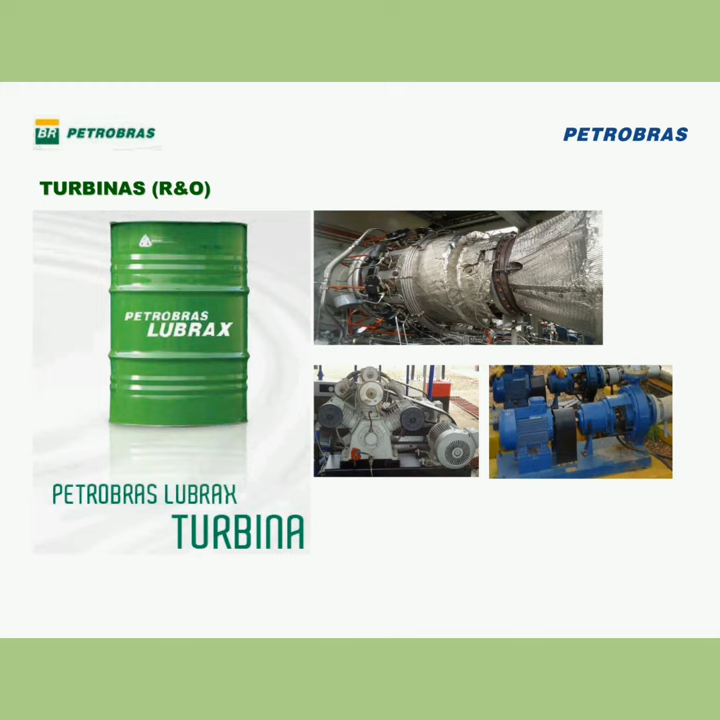 BR PETROBRAS
PETROBRAS
TURBINAS (R&O)
PETROBRAS
LUBRAX
PETROBRAS LUBRAX
TURBINA